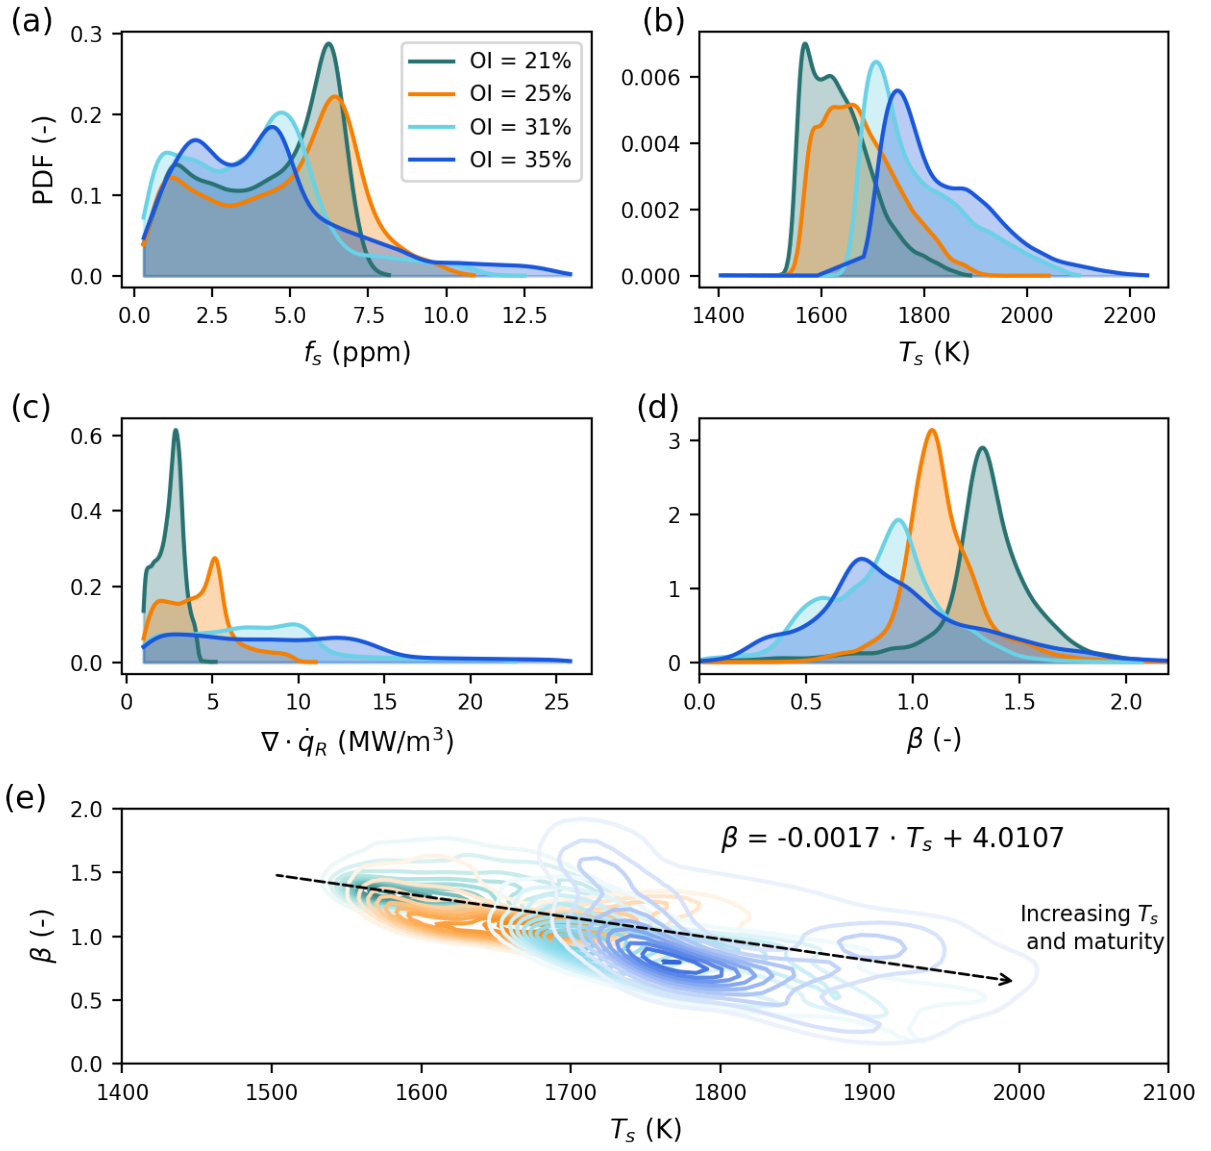 (a)
0.3
0.2
0.1
0.0
PDF (-)
OI = 21%
OI = 25%
OI = 31%
OI = 35%
0.0 2.5 5.0 7.5 10.0 12.5
f_s (ppm)
(b)
0.006
0.004
0.002
0.000
1400 1600 1800 2000 2200
T_s (K)
(c)
0.6
0.4
0.2
0.0
0 5 10 15 20 25
∇ · q̇_R (MW/m³)
(d)
3
2
1
0
0.0 0.5 1.0 1.5 2.0
β (-)
(e)
2.0
1.5
1.0
0.5
0.0
β (-)
β = -0.0017 · T_s + 4.0107
Increasing T_s
and maturity
1400 1500 1600 1700 1800 1900 2000 2100
T_s (K)